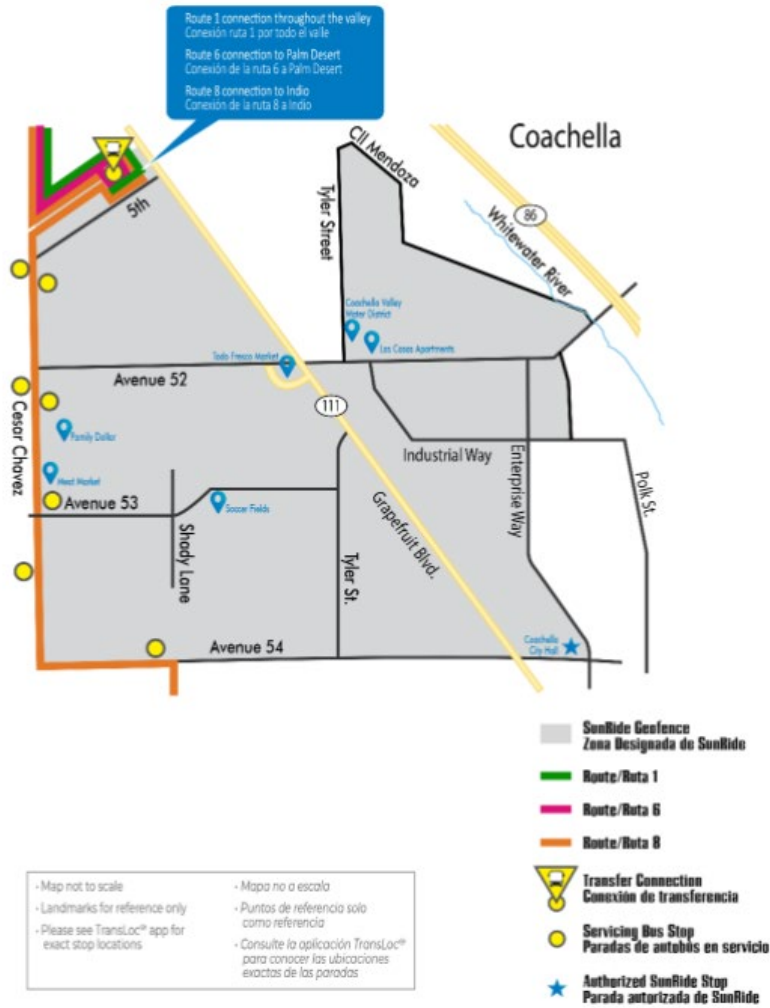 Route 1 connection throughout the valley
Conexión ruta 1 por todo el valle
Route 6 connection to Palm Desert
Conexión de la ruta 6 a Palm Desert
Route 8 connection to Indio
Conexión de la ruta 8 a Indio
Coachella
Cll Mendoza
Tyler Street
86
Whitewater River
5th
Coachella Valley
Water District
Las Casas Apartments
Todo Fresco Market
Avenue 52
111
Cesar Chavez
Family Dollar
Industrial Way
Enterprise Way
Polk St.
Meat Market
Avenue 53
Soccer Fields
Shady Lane
Tyler St.
Grapefruit Blvd.
Avenue 54
Coachella
City Hall
SunRide Geofence
Zona Designada de SunRide
Route/Ruta 1
Route/Ruta 6
Route/Ruta 8
Transfer Connection
Conexión de transferencia
Servicing Bus Stop
Paradas de autobús en servicio
Authorized SunRide Stop
Parada autorizada de SunRide
- Map not to scale
- Landmarks for reference only
- Please see TransLoc® app for
exact stop locations
- Mapa no a escala
- Puntos de referencia solo
como referencia
- Consulte la aplicación TransLoc®
para conocer las ubicaciones
exactas de las paradas